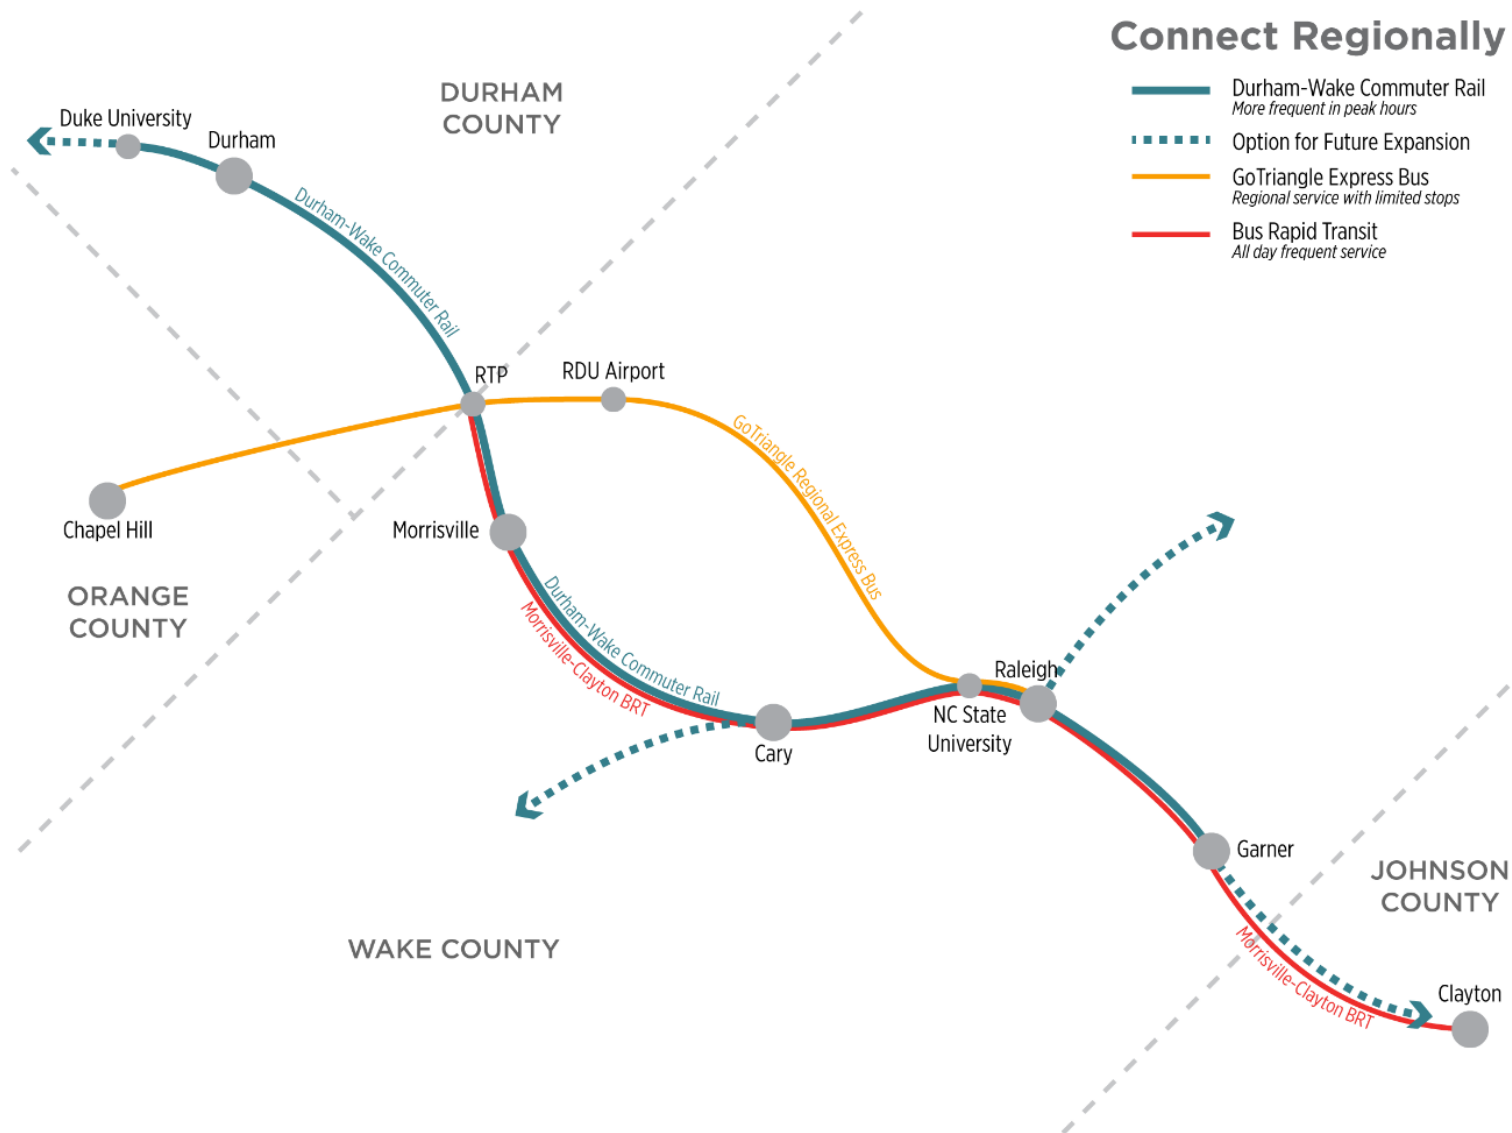 Connect Regionally
Durham-Wake Commuter Rail
More frequent in peak hours
Option for Future Expansion
GoTriangle Express Bus
Regional service with limited stops
Bus Rapid Transit
All day frequent service
DURHAM
COUNTY
Duke University
Durham
Durham-Wake Commuter Rail
RTP
RDU Airport
GoTriangle Regional Express Bus
Chapel Hill
Morrisville
ORANGE
COUNTY
Durham-Wake Commuter Rail
Morrisville-Clayton BRT
Raleigh
NC State
University
Cary
Garner
JOHNSON
COUNTY
WAKE COUNTY
Morrisville-Clayton BRT
Clayton